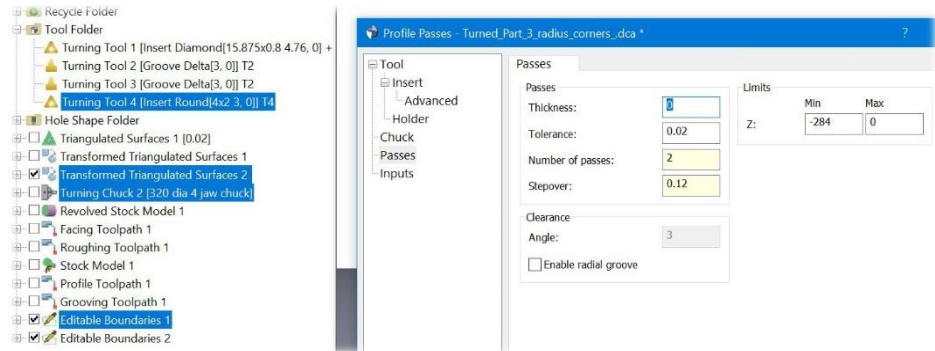 Recycle Folder
Tool Folder
Turning Tool 1 [Insert Diamond[15.875x0.8 4.76, 0] +
Turning Tool 2 [Groove Delta[3, 0]] T2
Turning Tool 3 [Groove Delta[3, 0]] T2
Turning Tool 4 [Insert Round[4x2 3, 0]] T4
Hole Shape Folder
Triangulated Surfaces 1 [0.02]
Transformed Triangulated Surfaces 1
Transformed Triangulated Surfaces 2
Turning Chuck 2 [320 dia 4 jaw chuck]
Revolved Stock Model 1
Facing Toolpath 1
Roughing Toolpath 1
Stock Model 1
Profile Toolpath 1
Grooving Toolpath 1
Editable Boundaries 1
Editable Boundaries 2
Profile Passes - Turned_Part_3_radius_corners_.dca * ?
Tool
Insert
Advanced
Holder
Chuck
Passes
Inputs
Passes
Passes
Thickness: 0
Tolerance: 0.02
Number of passes: 2
Stepover: 0.12
Clearance
Angle: 3
Enable radial groove
Limits
Min Max
Z: -284 0